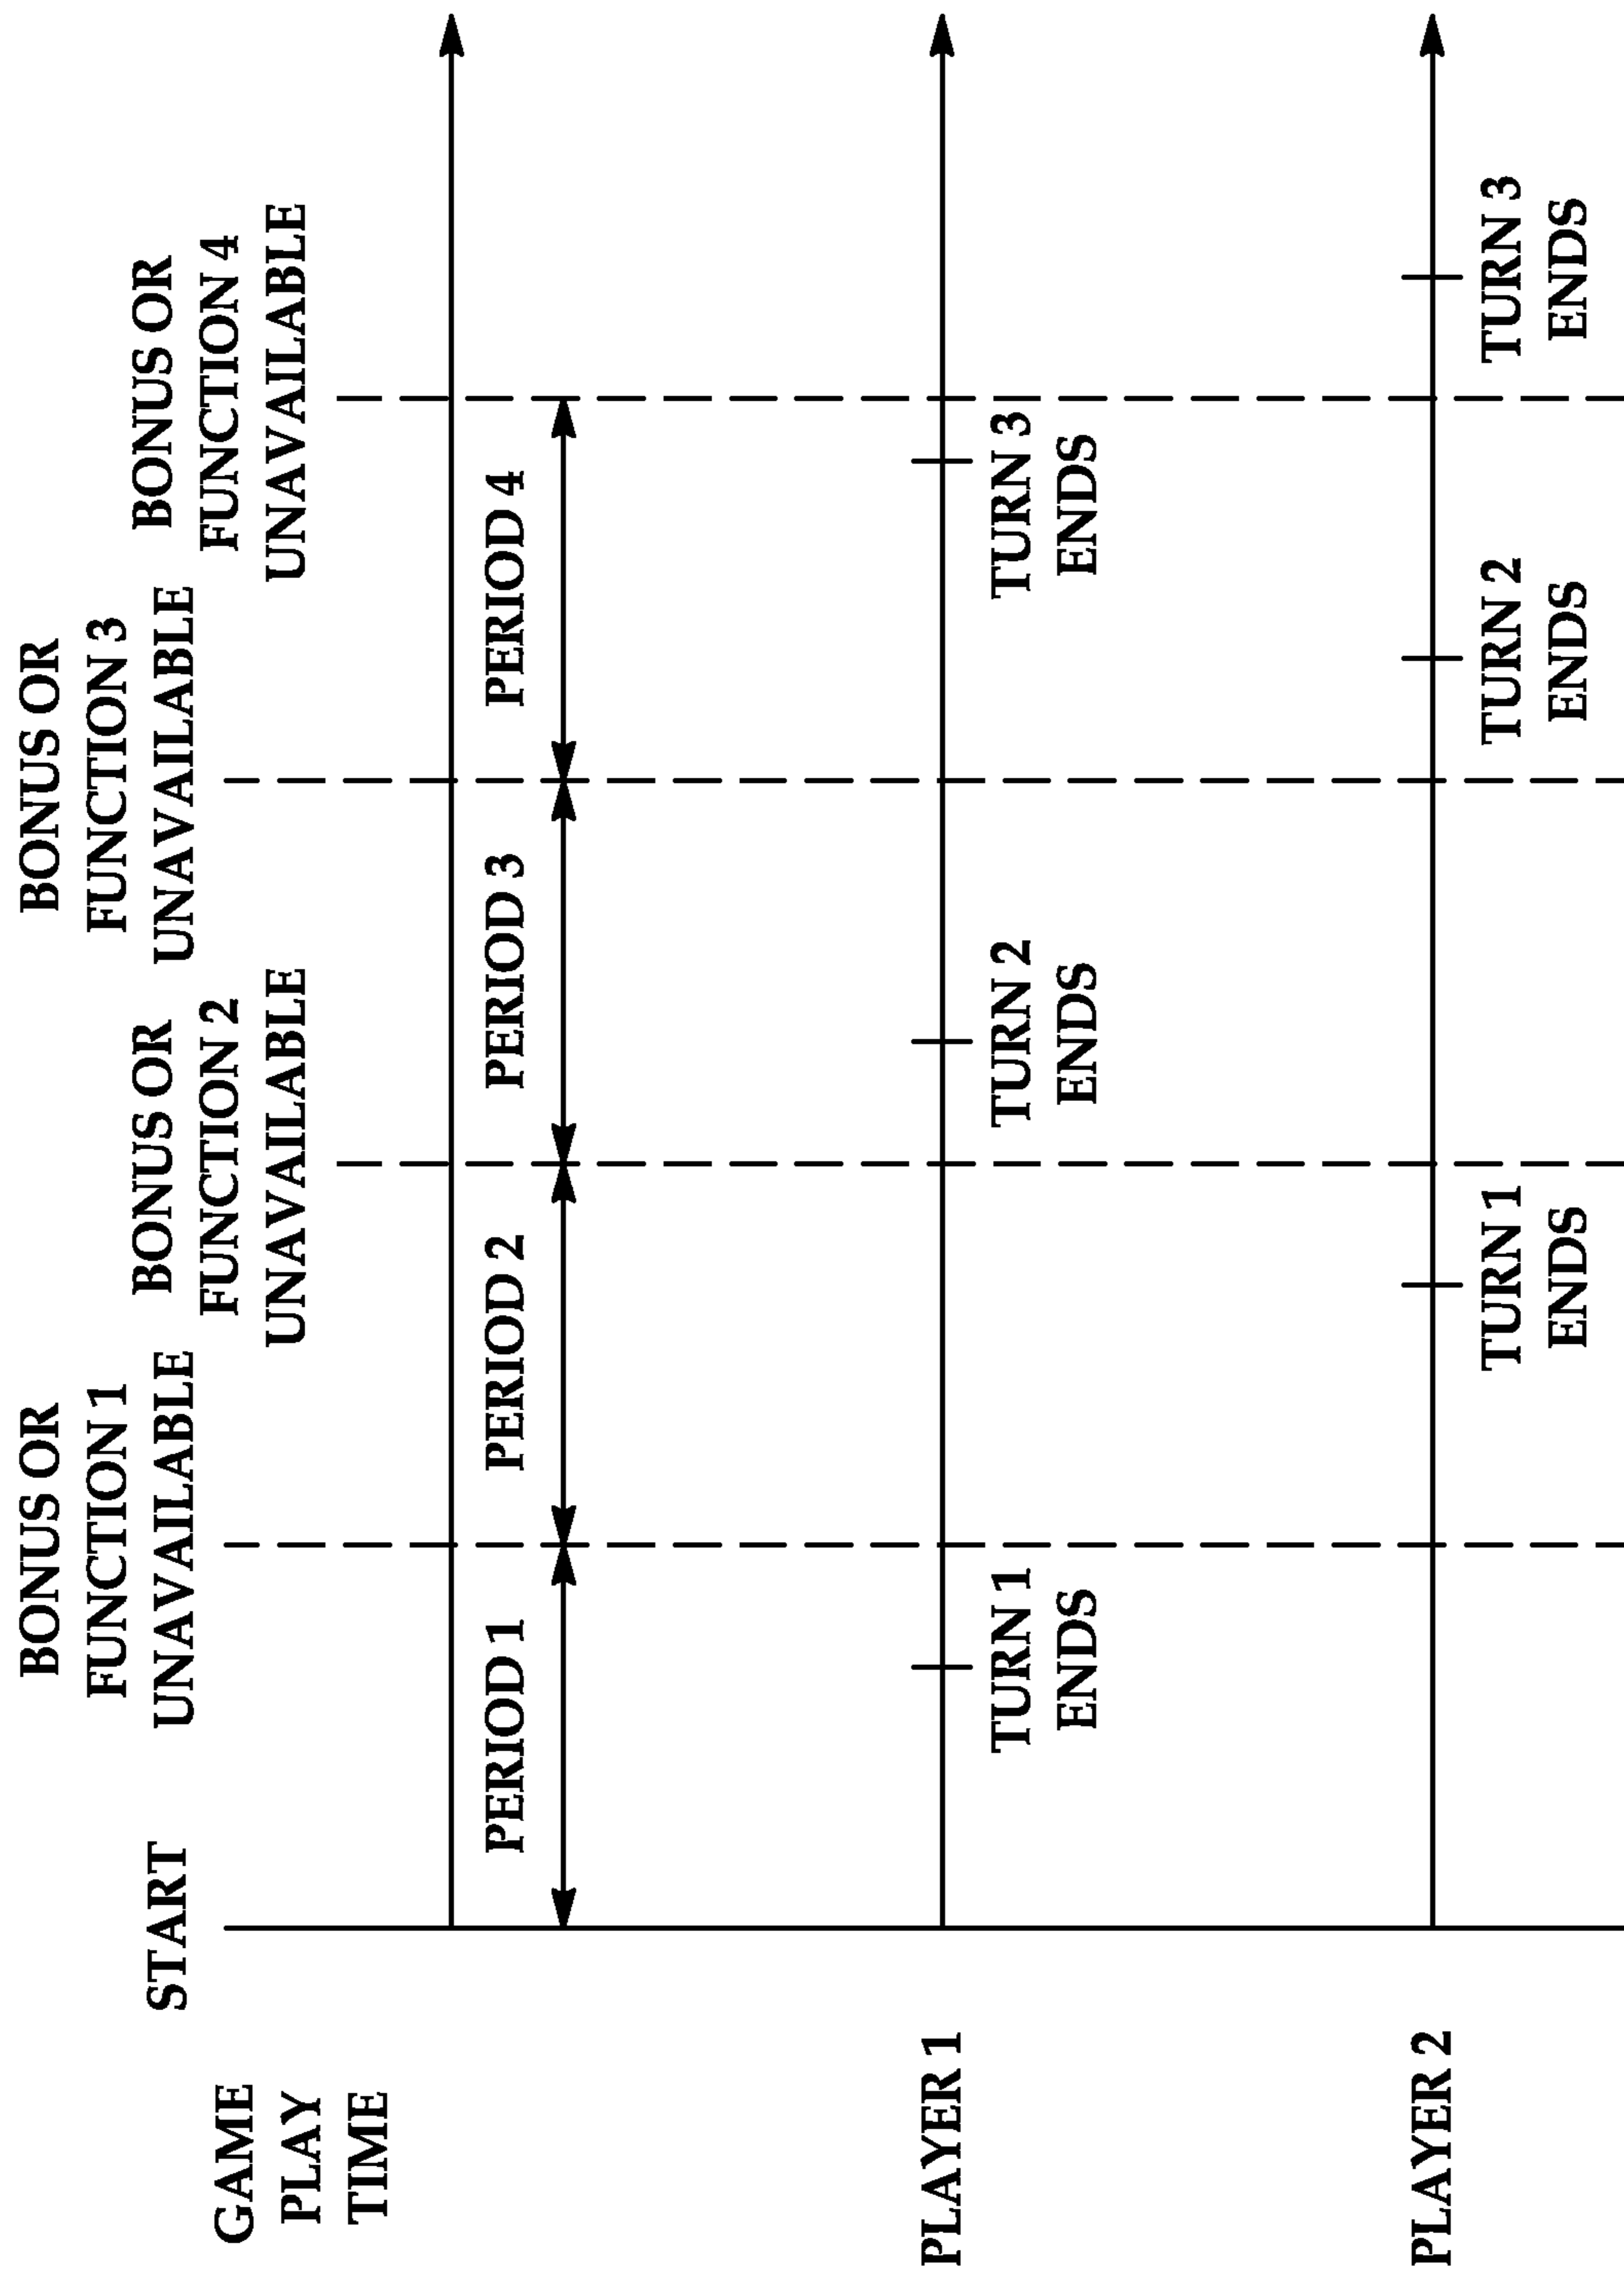 START
BONUS OR
FUNCTION 1
UNAVAILABLE
BONUS OR
FUNCTION 2
UNAVAILABLE
BONUS OR
FUNCTION 3
UNAVAILABLE
BONUS OR
FUNCTION 4
UNAVAILABLE
GAME
PLAY
TIME
PERIOD 1
PERIOD 2
PERIOD 3
PERIOD 4
PLAYER 1
TURN 1
ENDS
TURN 2
ENDS
TURN 3
ENDS
PLAYER 2
TURN 1
ENDS
TURN 2
ENDS
TURN 3
ENDS